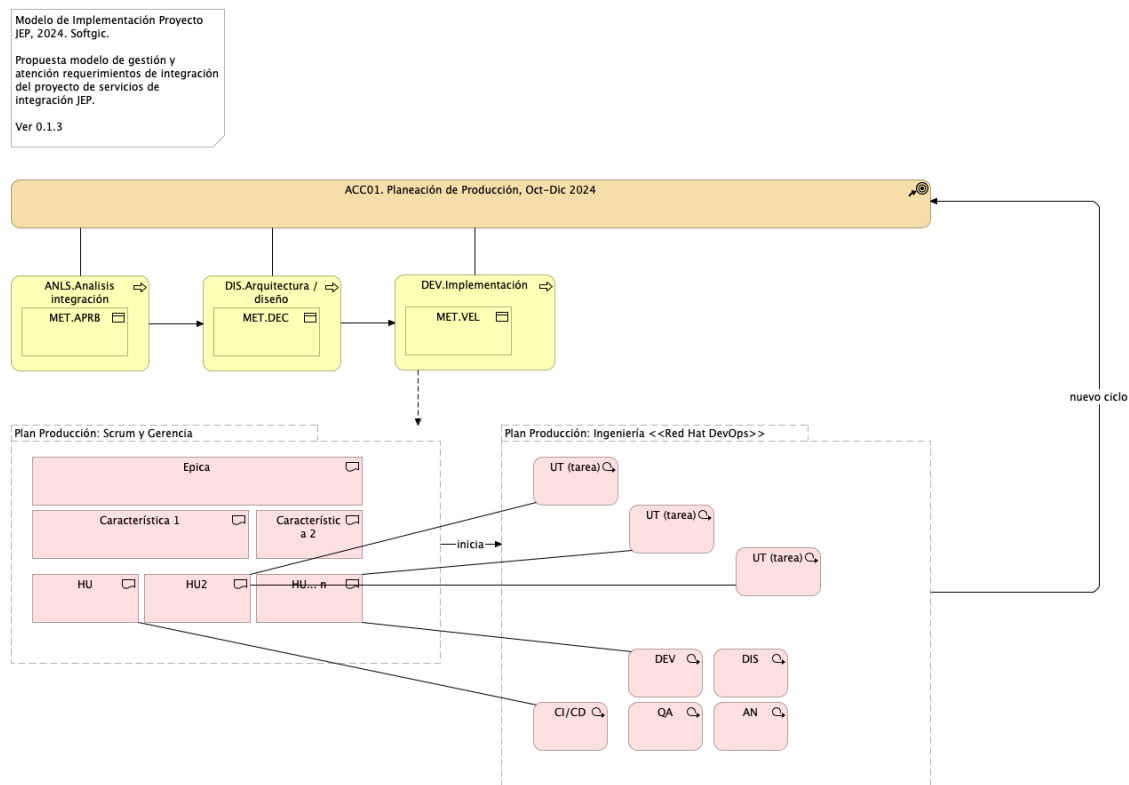 Modelo de Implementación Proyecto
JEP, 2024. Softgic.
Propuesta modelo de gestión y
atención requerimientos de integración
del proyecto de servicios de
integración JEP.
Ver 0.1.3
ACC01. Planeación de Producción, Oct-Dic 2024
ANLS.Analisis
integración
MET.APRB
DIS.Arquitectura /
diseño
MET.DEC
DEV.Implementación
MET.VEL
nuevo ciclo
Plan Producción: Scrum y Gerencia
Epica
Característica 1
Característic
a 2
HU
HU2
HU... n
inicia
Plan Producción: Ingeniería <<Red Hat DevOps>>
UT (tarea)
UT (tarea)
UT (tarea)
DEV
DIS
CI/CD
QA
AN